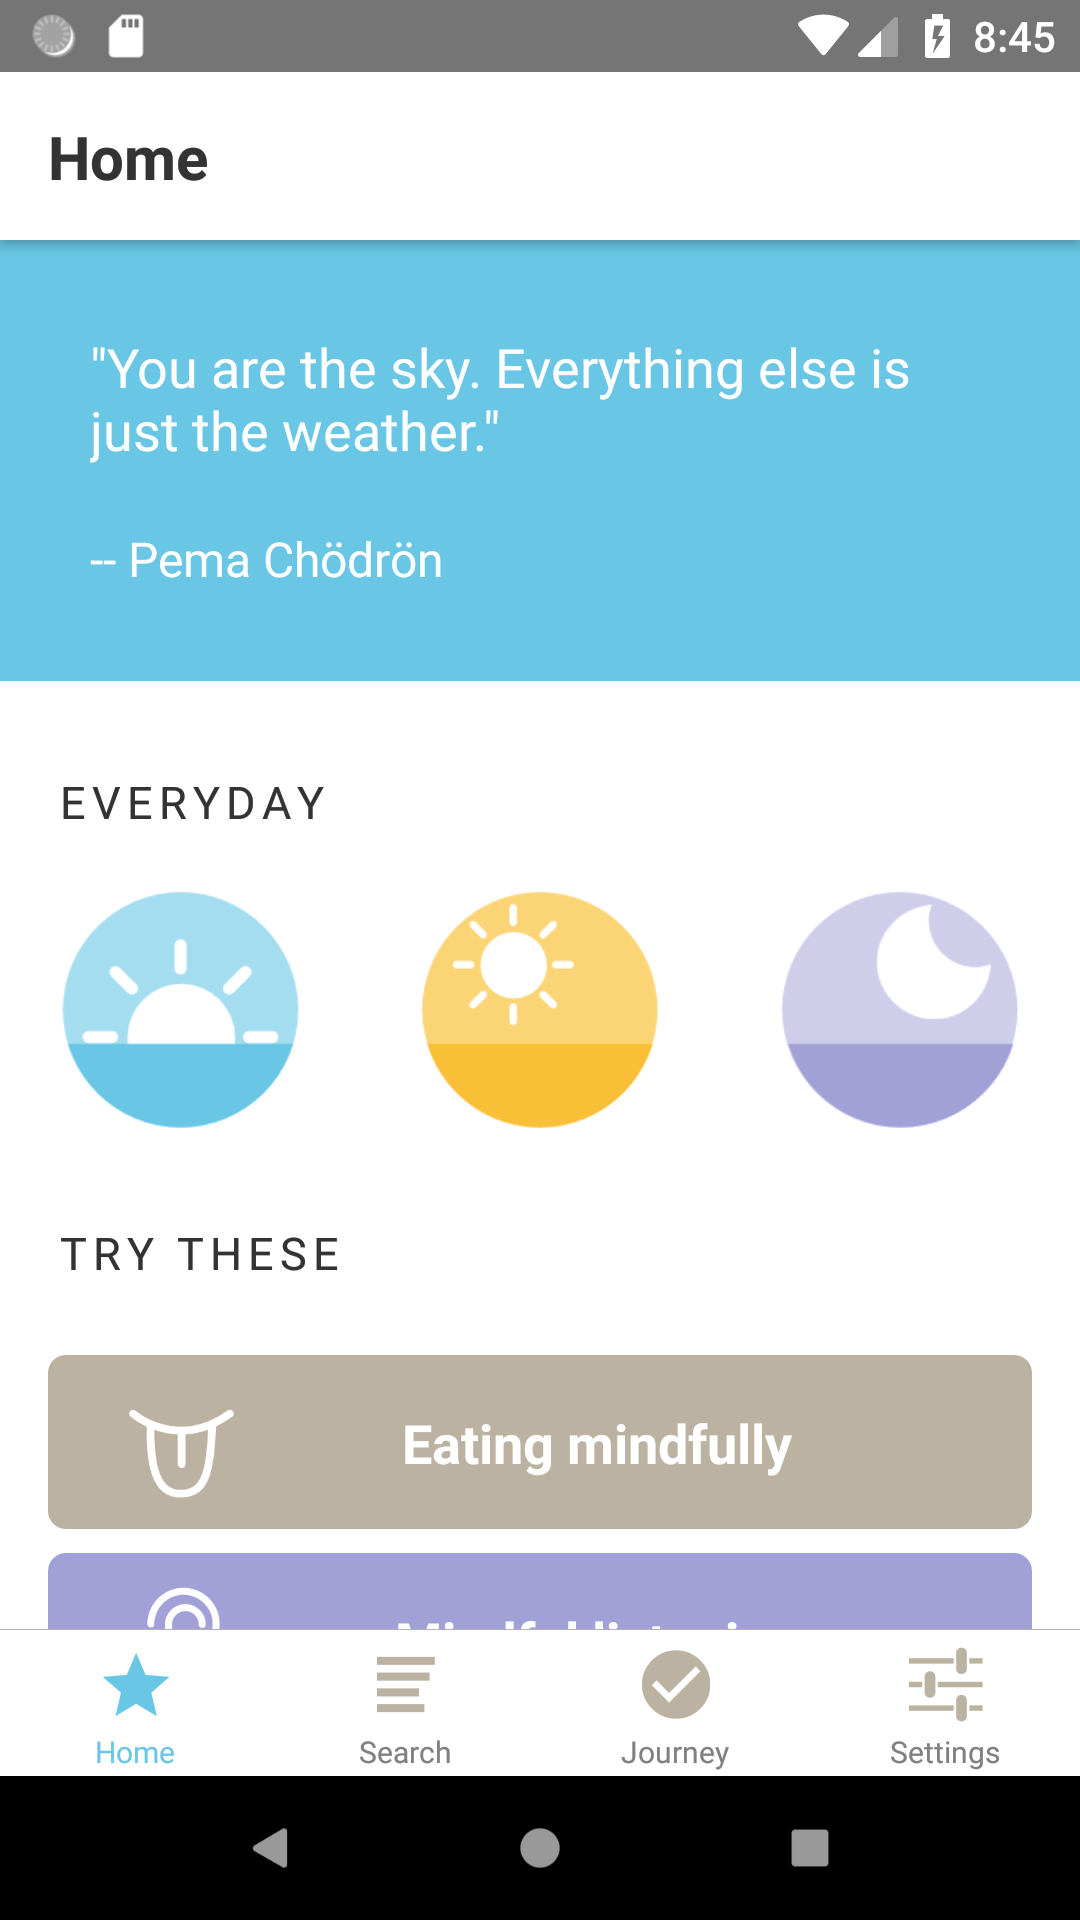 8:45
Home
"You are the sky. Everything else is
just the weather."
-- Pema Chödrön
EVERYDAY
TRY THESE
Eating mindfully
Home
Search
Journey
Settings